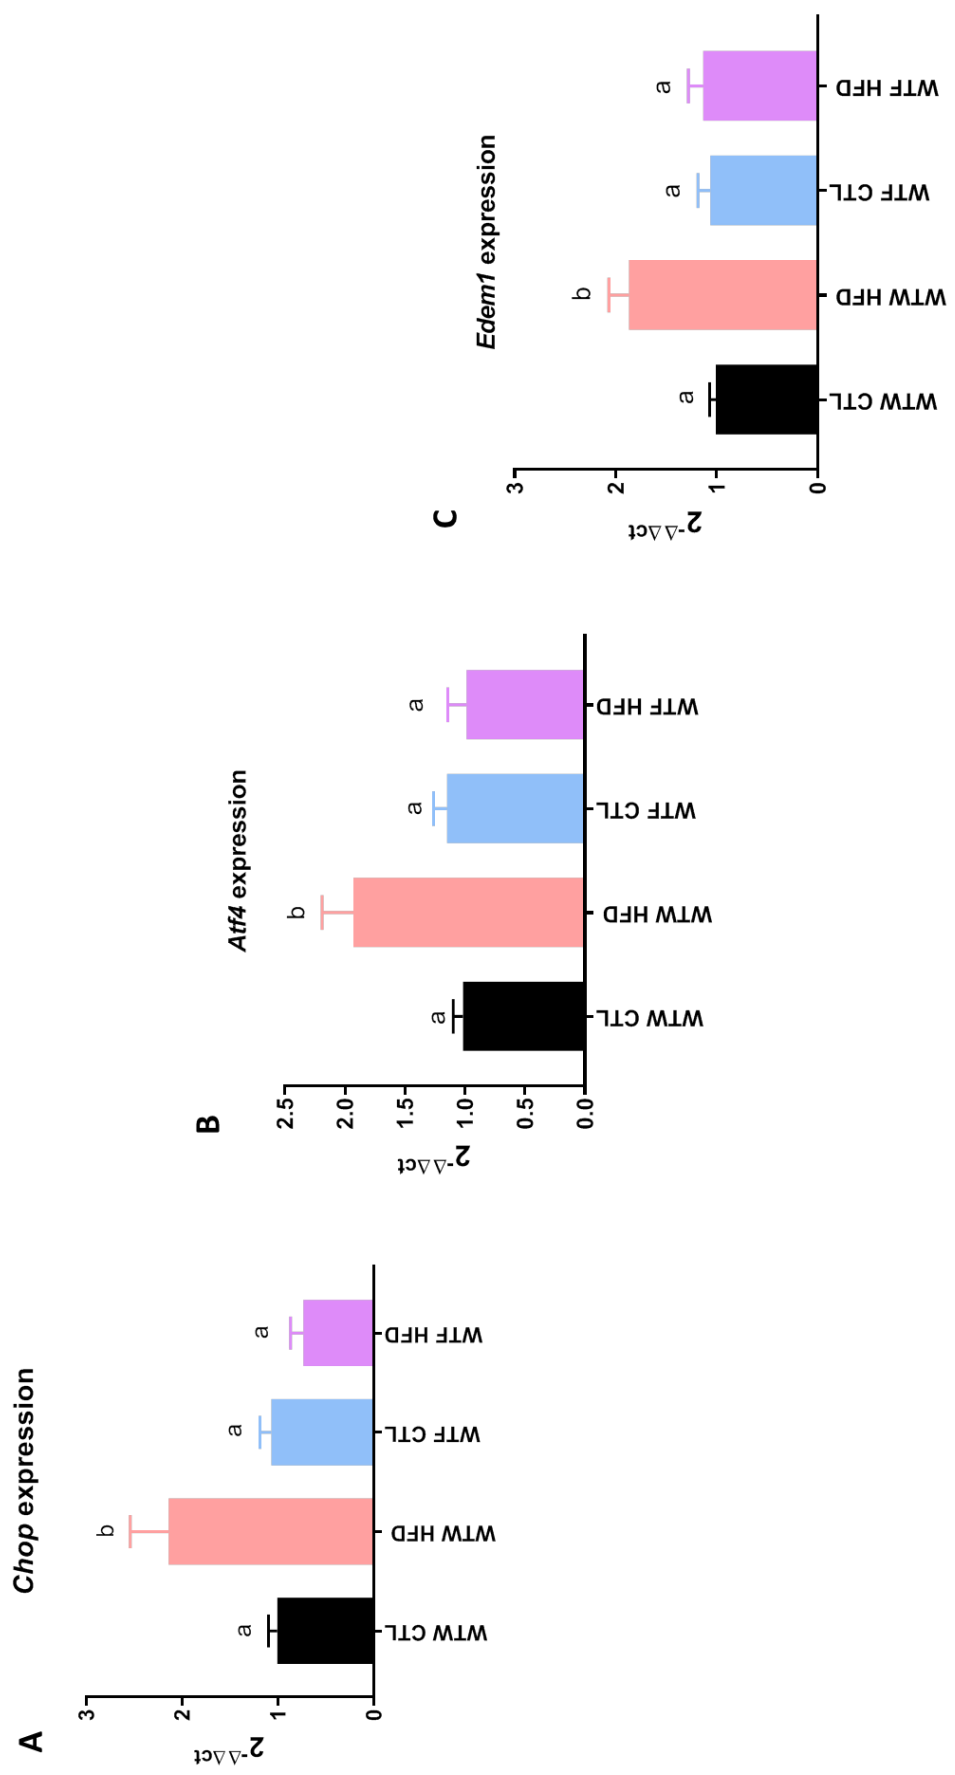 A
Chop expression
2-ΔΔct
3
2
1
0
a
b
a
a
WTW CTL
WTW HFD
WTF CTL
WTF HFD
B
Atf4 expression
2-ΔΔct
2.5
2.0
1.5
1.0
0.5
0.0
a
b
a
a
WTW CTL
WTW HFD
WTF CTL
WTF HFD
C
Edem1 expression
2-ΔΔct
3
2
1
0
a
b
a
a
WTW CTL
WTW HFD
WTF CTL
WTF HFD